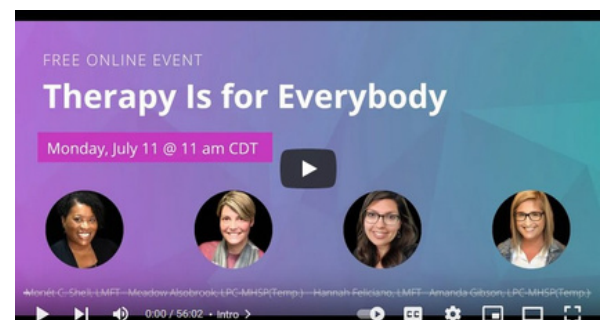 FREE ONLINE EVENT
Therapy Is for Everybody
Monday, July 11 @ 11 am CDT
Monét C. Shell, LMFT Meadow Alsobrook, LPC-MHSP(Temp.) Hannah Feliciano, LMFT Amanda Gibson, LPC-MHSP(Temp.)
0:00 / 56:02 • Intro
CC